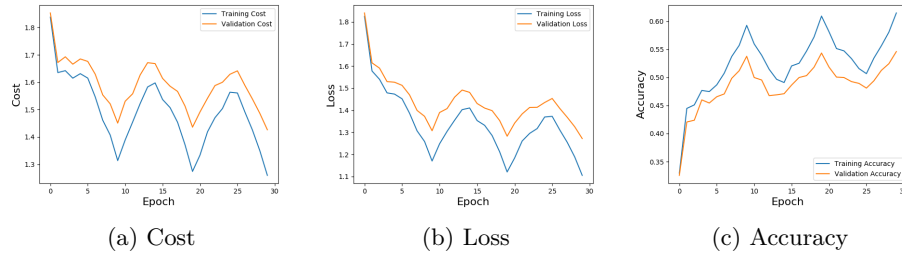 Training Cost
Validation Cost
Cost
1.8
1.7
1.6
1.5
1.4
1.3
0 5 10 15 20 25 30
Epoch
(a) Cost
Training Loss
Validation Loss
Loss
1.8
1.7
1.6
1.5
1.4
1.3
1.2
1.1
0 5 10 15 20 25 30
Epoch
(b) Loss
Training Accuracy
Validation Accuracy
Accuracy
0.60
0.55
0.50
0.45
0.40
0.35
0 5 10 15 20 25 30
Epoch
(c) Accuracy